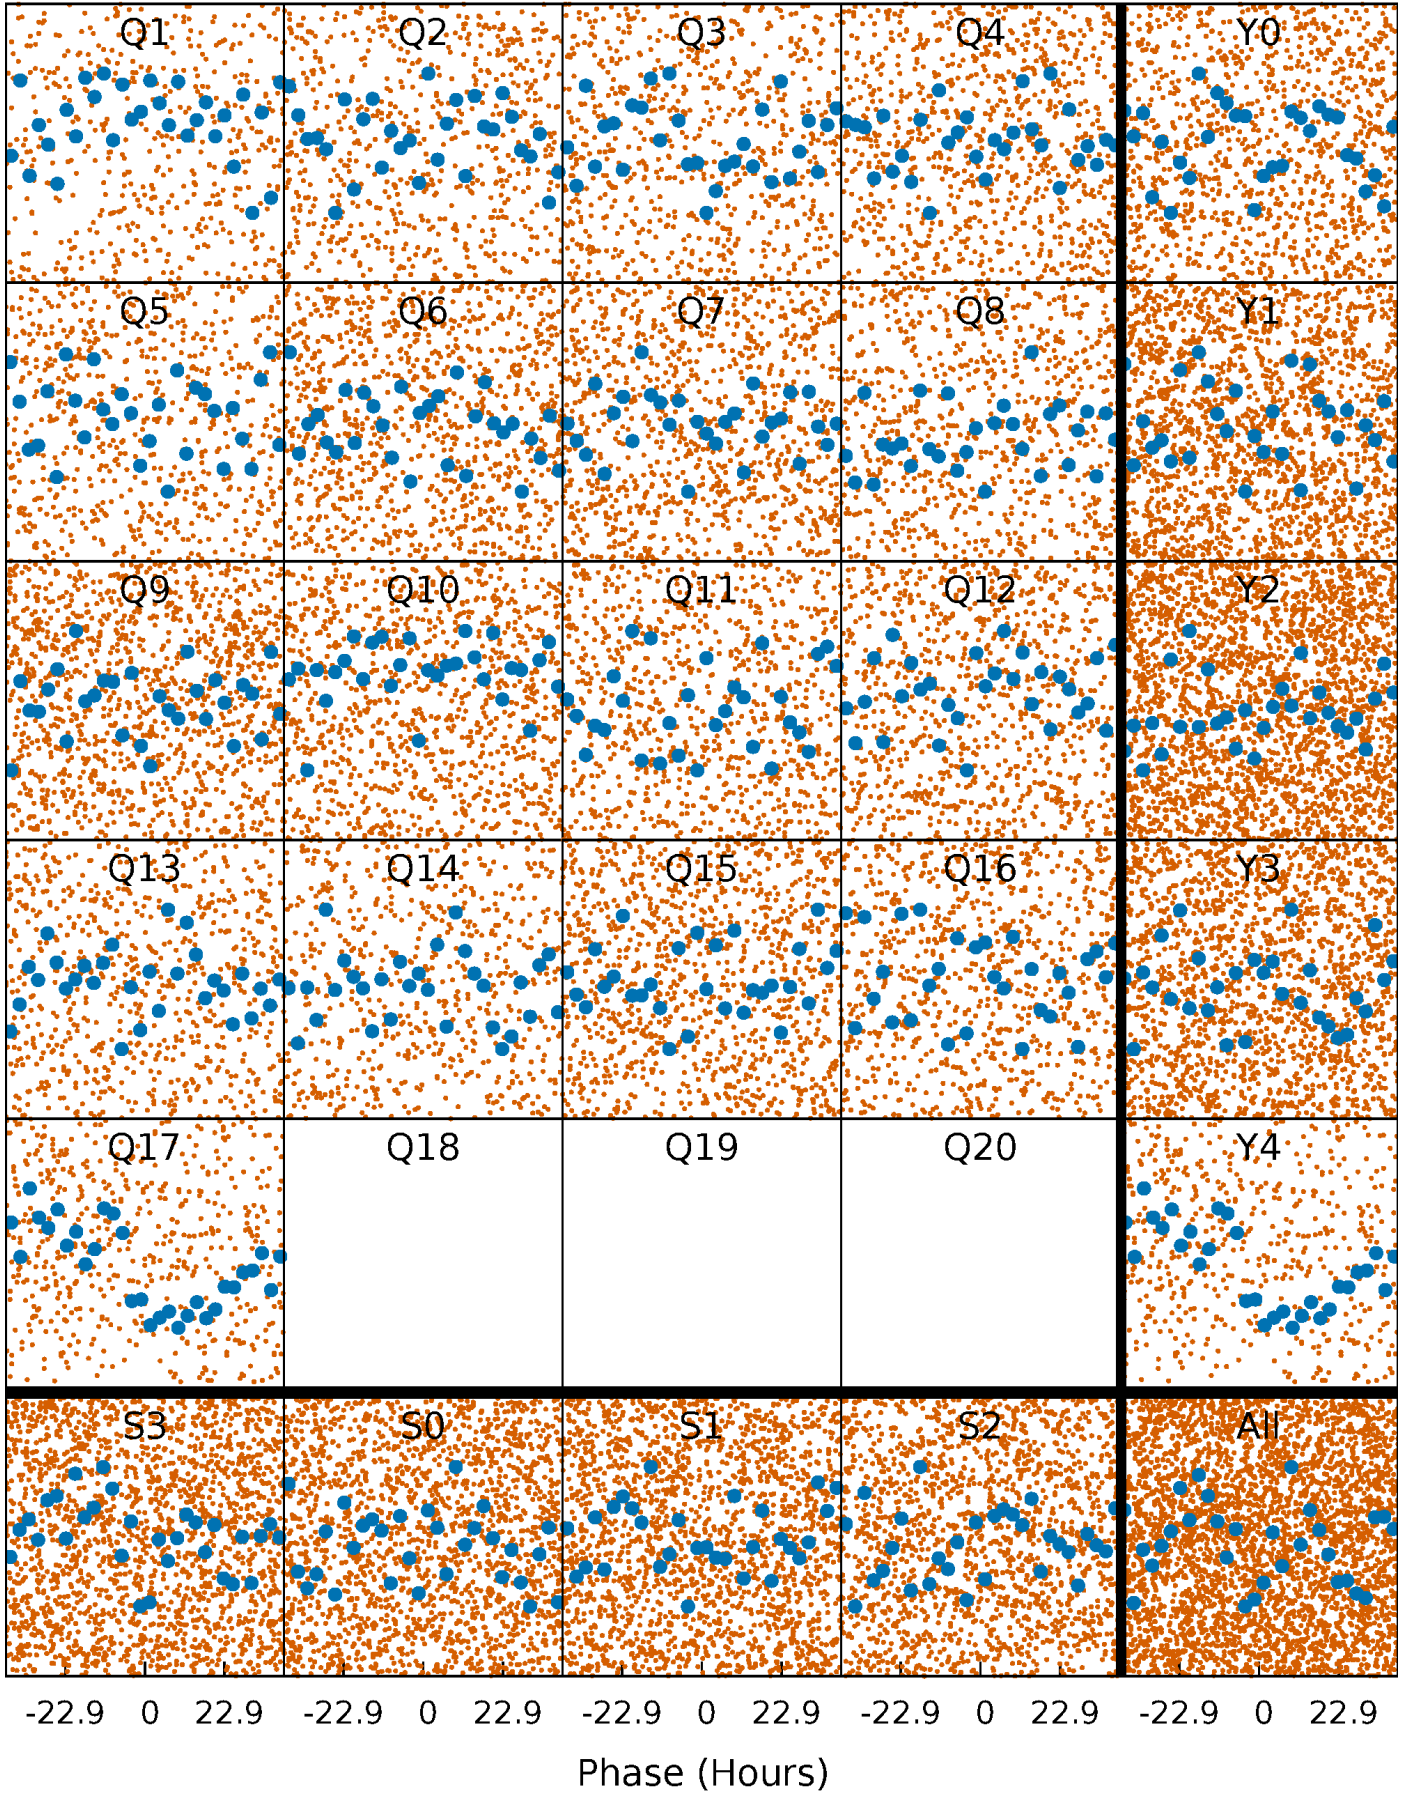 Q1 Q2 Q3 Q4 Y0
Q5 Q6 Q7 Q8 Y1
Q9 Q10 Q11 Q12 Y2
Q13 Q14 Q15 Q16 Y3
Q17 Q18 Q19 Q20 Y4
S3 S0 S1 S2 All
-22.9 0 22.9 -22.9 0 22.9 -22.9 0 22.9 -22.9 0 22.9 -22.9 0 22.9
Phase (Hours)